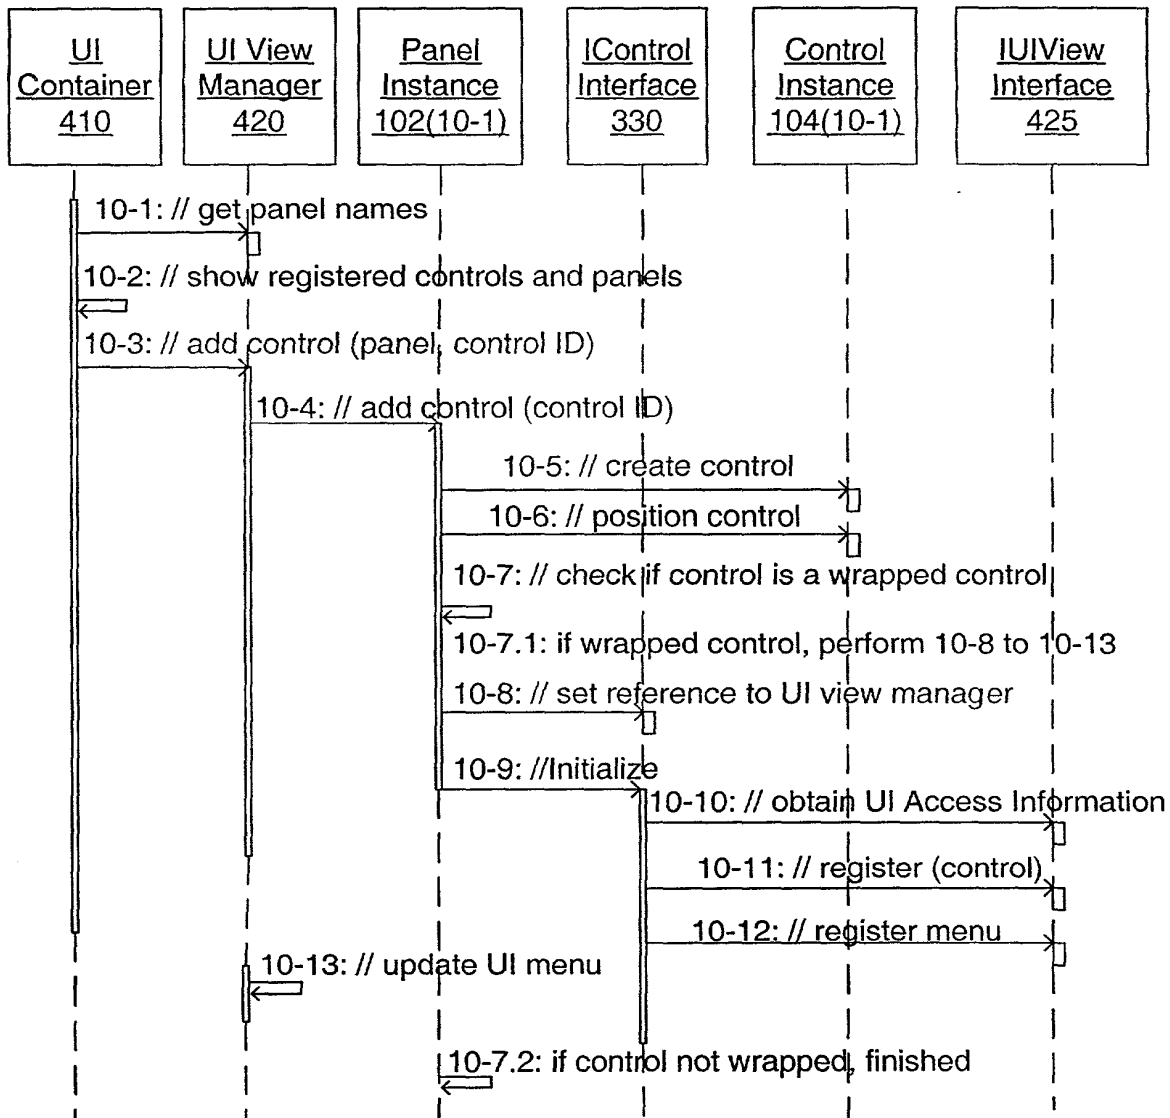 UI
Container
410
UI View
Manager
420
Panel
Instance
102(10-1)
IControl
Interface
330
Control
Instance
104(10-1)
IUIView
Interface
425
10-1: // get panel names
10-2: // show registered controls and panels
10-3: // add control (panel, control ID)
10-4: // add control (control ID)
10-5: // create control
10-6: // position control
10-7: // check if control is a wrapped control
10-7.1: if wrapped control, perform 10-8 to 10-13
10-8: // set reference to UI view manager
10-9: //Initialize
10-10: // obtain UI Access Information
10-11: // register (control)
10-12: // register menu
10-13: // update UI menu
10-7.2: if control not wrapped, finished